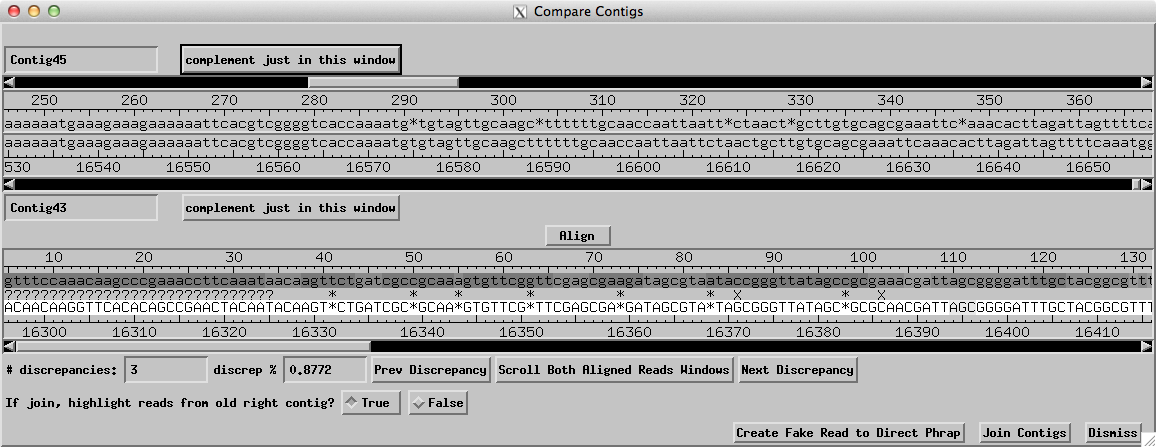 Compare Contigs
Contig45 complement just in this window
250 260 270 280 290 300 310 320 330 340 350 360
aaaaaatgaaagaaagaaaaaattcacgtcggggtcaccaaaatg*tgtagttgcaagc*ttttttgcaaccaattaatt*ctaact*gcttgtgcagcgaaattc*aaacacttagattagttttca
aaaaaatgaaagaaagaaaaaattcacgtcggggtcaccaaaatgtgtagttgcaagcttttttgcaaccaattaattctaactgcttgtgcagcgaaattcaaacacttagattagttttcaaatgg
530 16540 16550 16560 16570 16580 16590 16600 16610 16620 16630 16640 16650
Contig43 complement just in this window
Align
10 20 30 40 50 60 70 80 90 100 110 120 130
gtttccaaacaagcccgaaaccttcaaataacaagttctctgatcgccgcaaagtgttcggttcgagcgaagatagcgtaataccgggttatagccgcgaaacgattagcggggatttgctacggcgttt
??????????????????????????????
ACAACAAGGTTCACACAGCCGAACTACAATACAAGT*CTGATCGC*GCAA*GTGTTCG*TTCGAGCGA*GATAGCGTA*TAGCGGGTTATAGC*GCGCAACGATTAGCGGGGATTTGCTACGGCGTTT
16300 16310 16320 16330 16340 16350 16360 16370 16380 16390 16400 16410
# discrepancies: 3 discrep % 0.8772 Prev Discrepancy Scroll Both Aligned Reads Windows Next Discrepancy
If join, highlight reads from old right contig? True False
Create Fake Read to Direct Phrap Join Contigs Dismiss